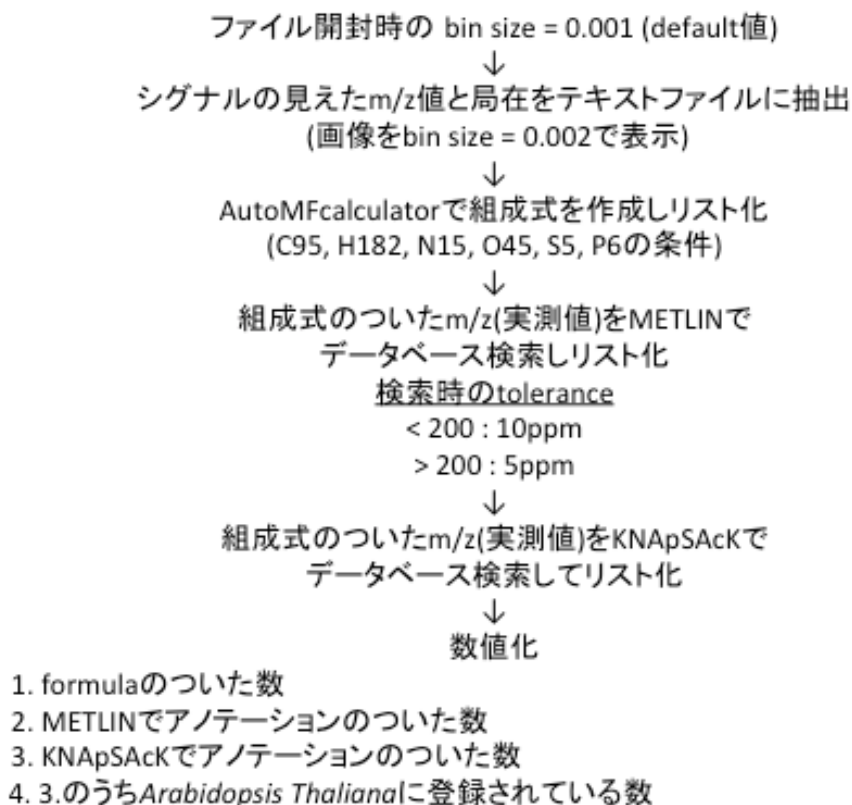 ファイル開封時の bin size = 0.001 (default値)
↓
シグナルの見えたm/z値と局在をテキストファイルに抽出
(画像をbin size = 0.002で表示)
↓
AutoMFcalculatorで組成式を作成しリスト化
(C95, H182, N15, O45, S5, P6の条件)
↓
組成式のついたm/z(実測値)をMETLINで
データベース検索しリスト化
検索時のtolerance
< 200 : 10ppm
> 200 : 5ppm
↓
組成式のついたm/z(実測値)をKNApSAcKで
データベース検索してリスト化
↓
数値化
1. formulaのついた数
2. METLINでアノテーションのついた数
3. KNApSAcKでアノテーションのついた数
4. 3.のうちArabidopsis Thalianaに登録されている数